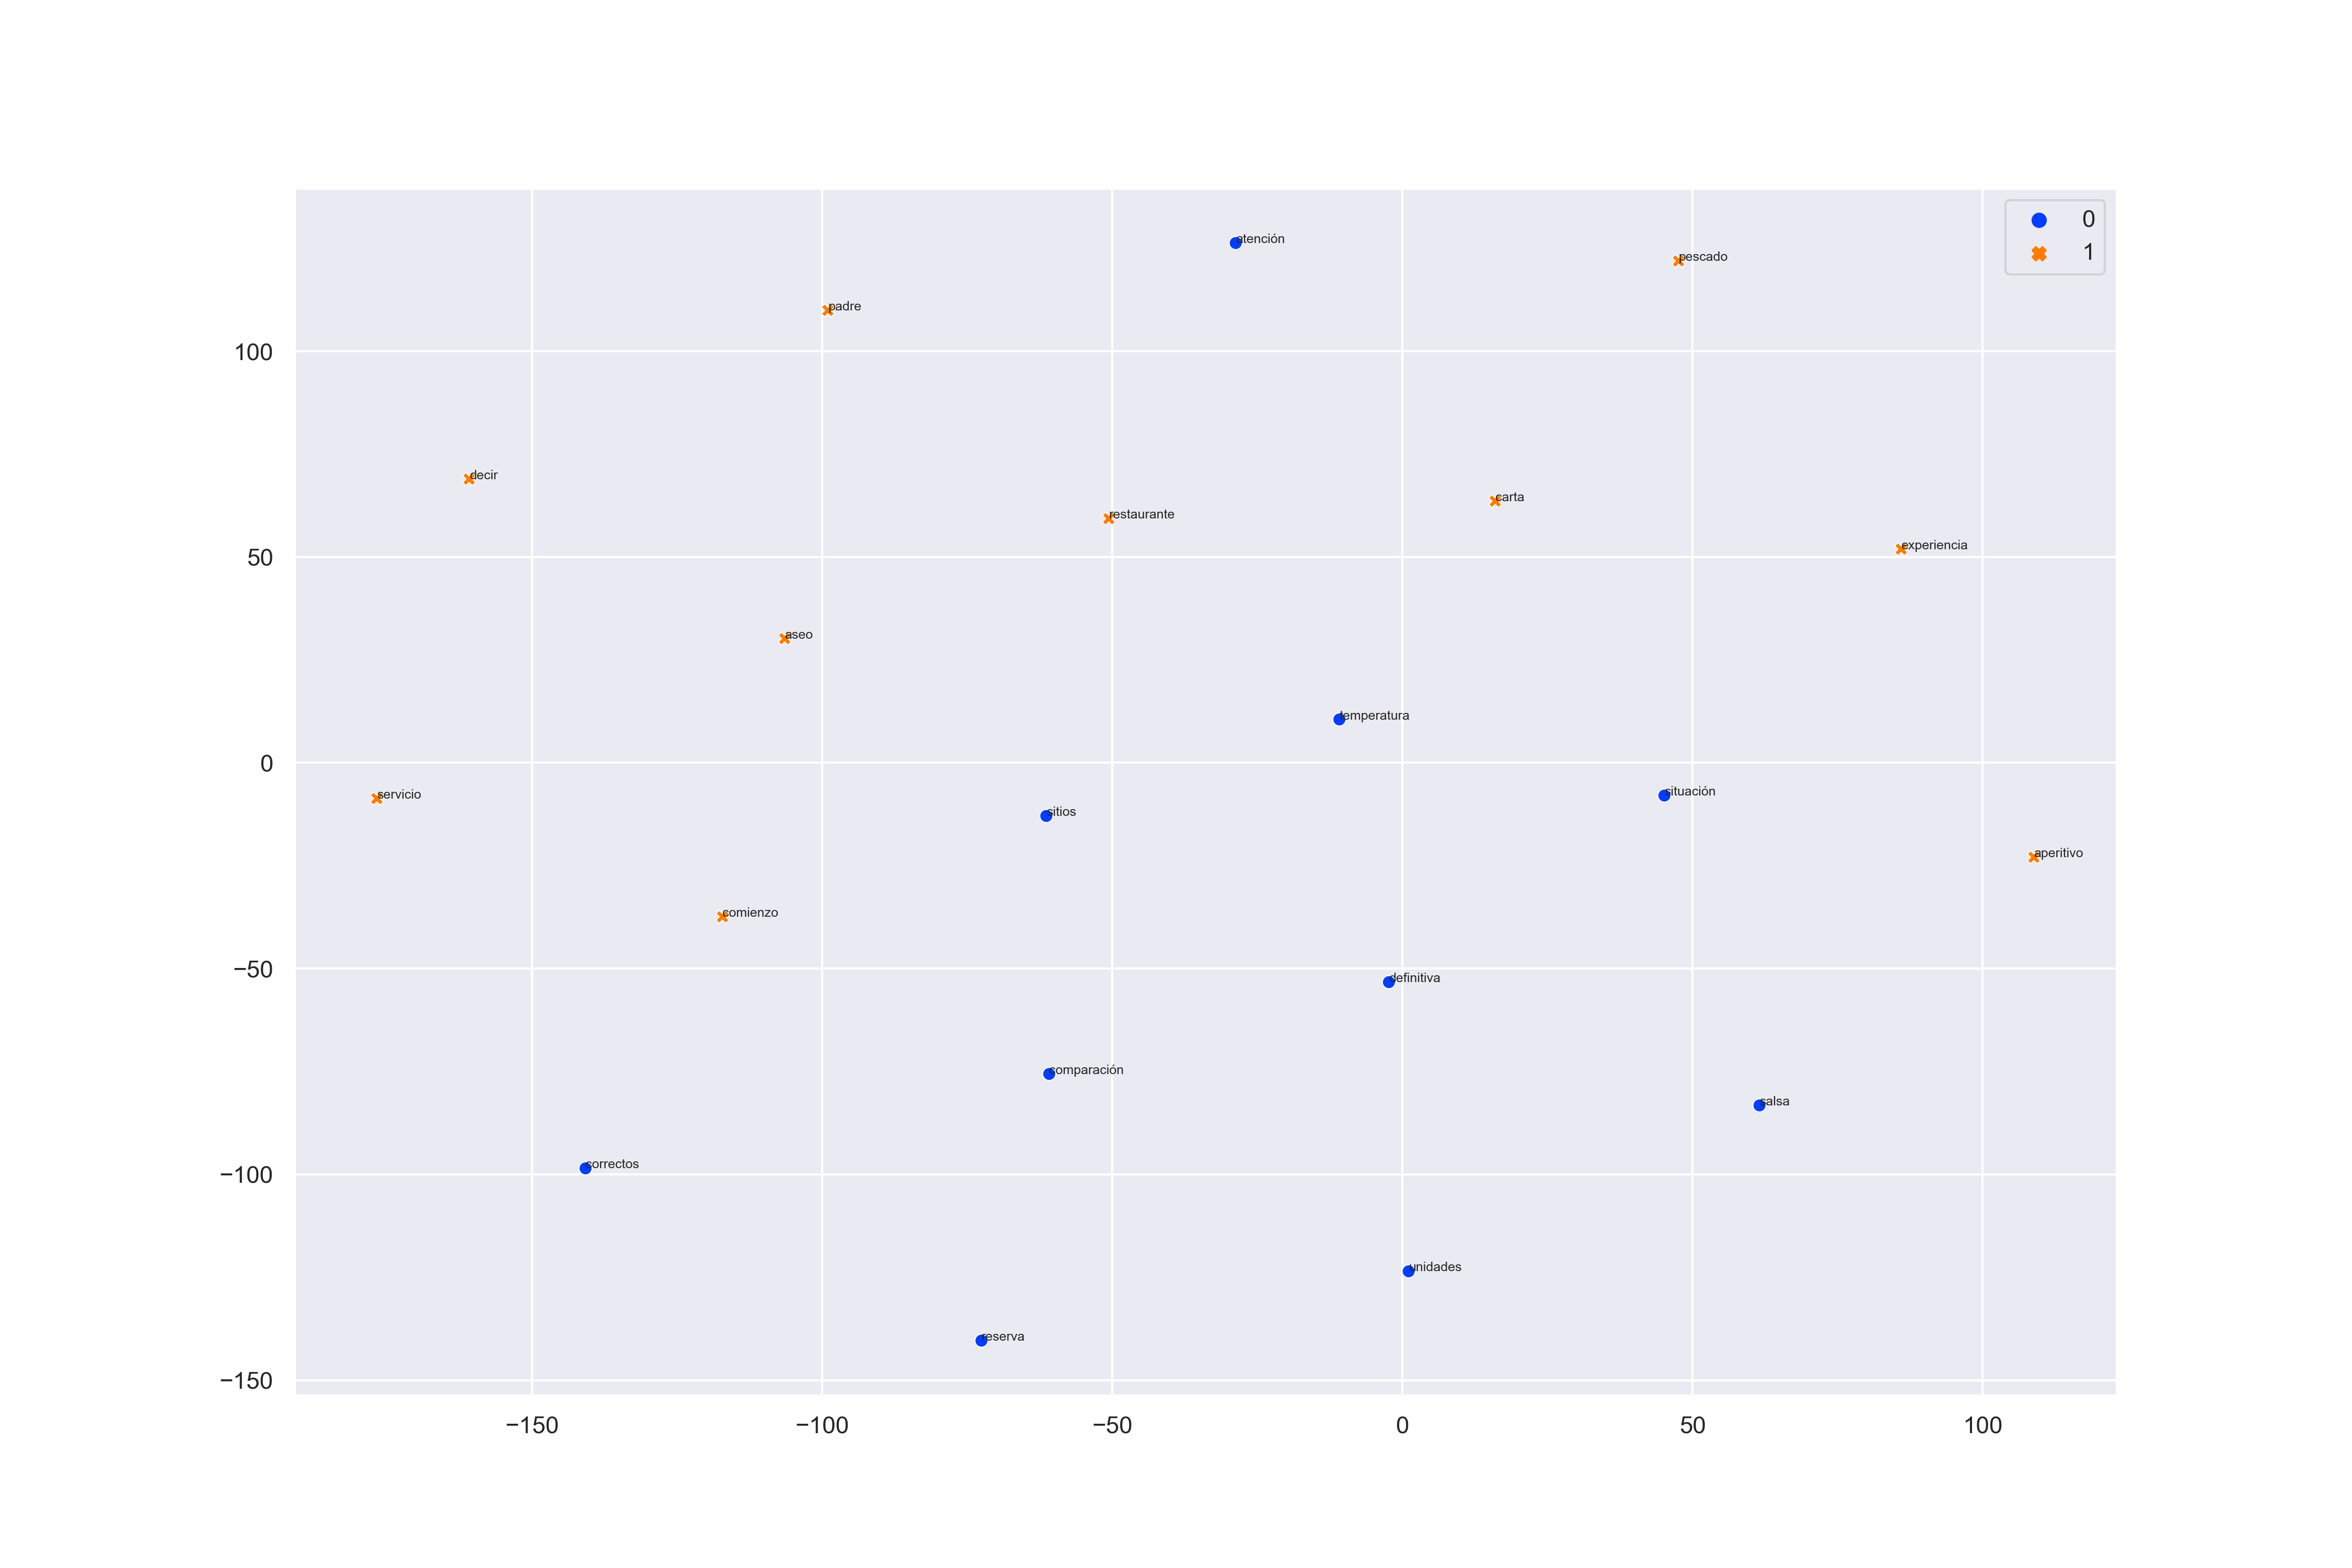 0
1
atención
pescado
padre
100
decir
carta
restaurante
experiencia
50
aseo
temperatura
0
situación
servicio
sitios
aperitivo
comienzo
−50
definitiva
comparación
salsa
correctos
−100
unidades
reserva
−150
−150
−100
−50
0
50
100